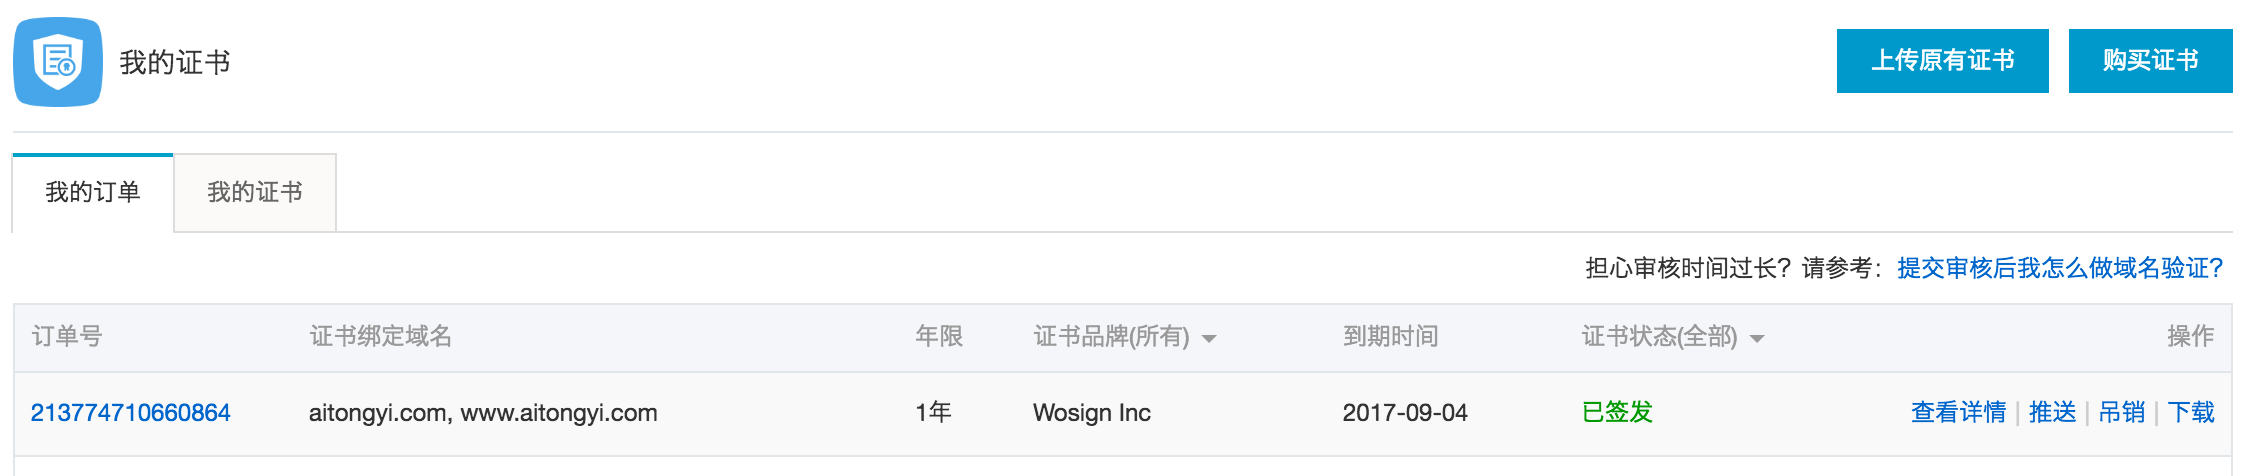 我的证书
上传原有证书 购买证书
我的订单 我的证书
担心审核时间过长？请参考：提交审核后我怎么做域名验证？
订单号 证书绑定域名 年限 证书品牌(所有) 到期时间 证书状态(全部) 操作
213774710660864 aitongyi.com, www.aitongyi.com 1年 Wosign Inc 2017-09-04 已签发 查看详情 | 推送 | 吊销 | 下载